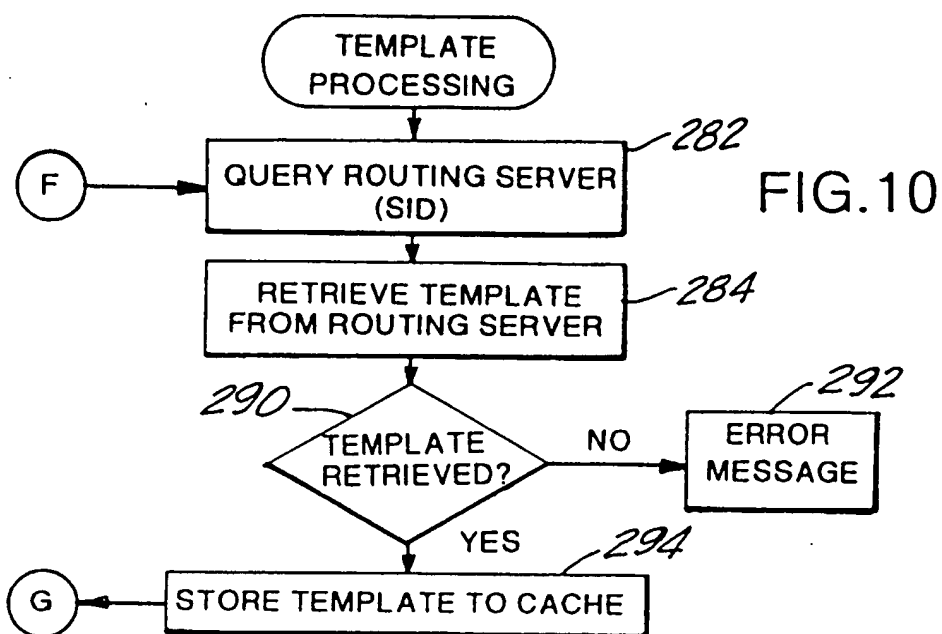 TEMPLATE
PROCESSING
282
F
QUERY ROUTING SERVER
(SID)
FIG.10
284
RETRIEVE TEMPLATE
FROM ROUTING SERVER
290
292
TEMPLATE
RETRIEVED?
NO
ERROR
MESSAGE
YES
294
G
STORE TEMPLATE TO CACHE